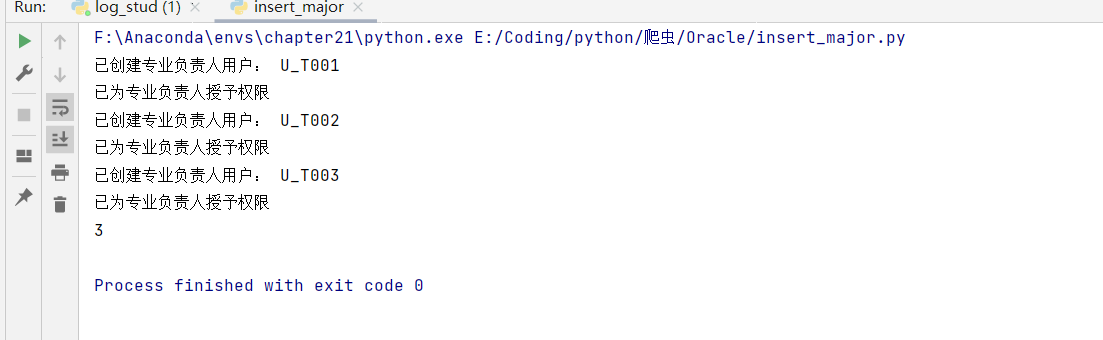 Run: log_stud (1) × insert_major ×
F:\Anaconda\envs\chapter21\python.exe E:/Coding/python/爬虫/Oracle/insert_major.py
已创建专业负责人用户: U_T001
已为专业负责人授予权限
已创建专业负责人用户: U_T002
已为专业负责人授予权限
已创建专业负责人用户: U_T003
已为专业负责人授予权限
3
Process finished with exit code 0